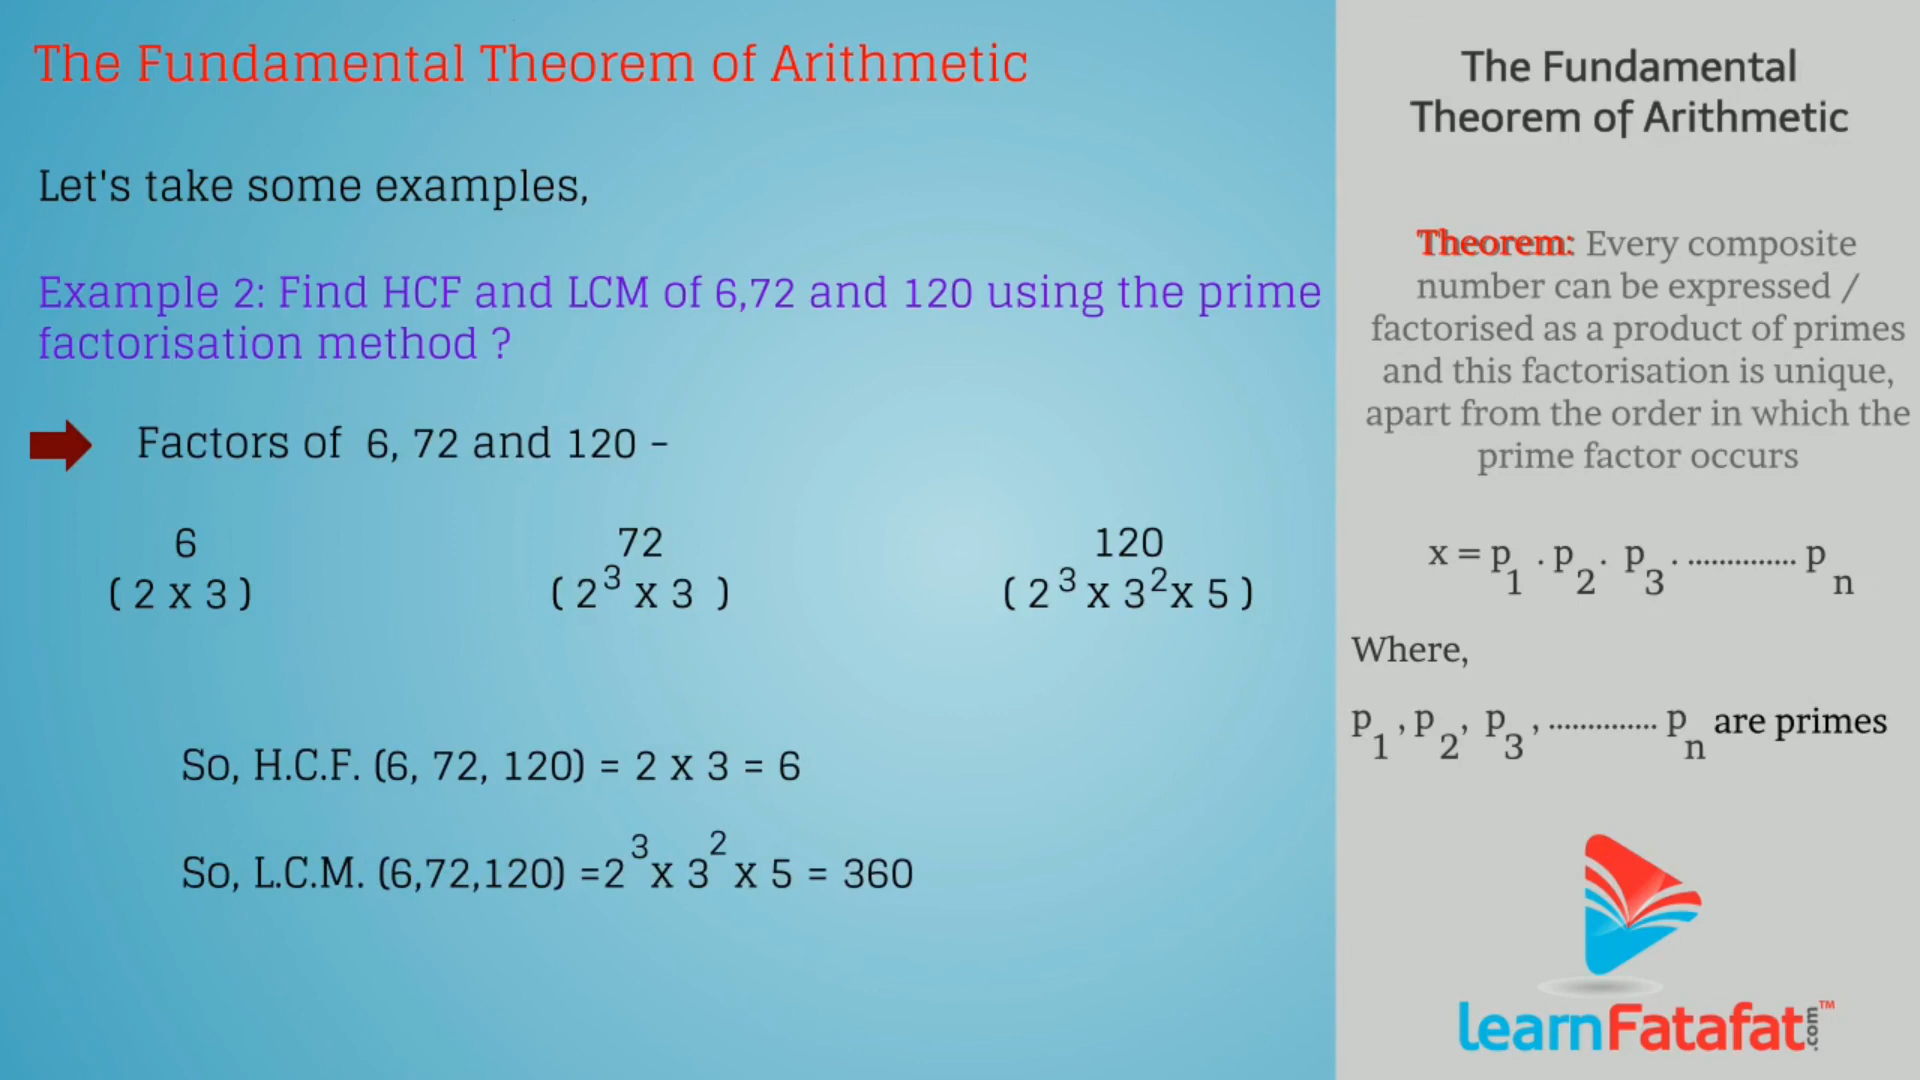 The Fundamental Theorem of Arithmetic
Let's take some examples,
Example 2: Find HCF and LCM of 6,72 and 120 using the prime
factorisation method ?
Factors of 6, 72 and 120 –
6 72 120
( 2 x 3 ) ( 2³ x 3 ) ( 2³ x 3² x 5 )
So, H.C.F. (6, 72, 120) = 2 x 3 = 6
So, L.C.M. (6,72,120) =2³ x 3² x 5 = 360
The Fundamental
Theorem of Arithmetic
Theorem: Every composite
number can be expressed /
factorised as a product of primes
and this factorisation is unique,
apart from the order in which the
prime factor occurs
x = p₁ . p₂ . p₃ . .............. pₙ
Where,
p₁ , p₂, p₃ , .............. pₙ are primes
learnFatafat.com™